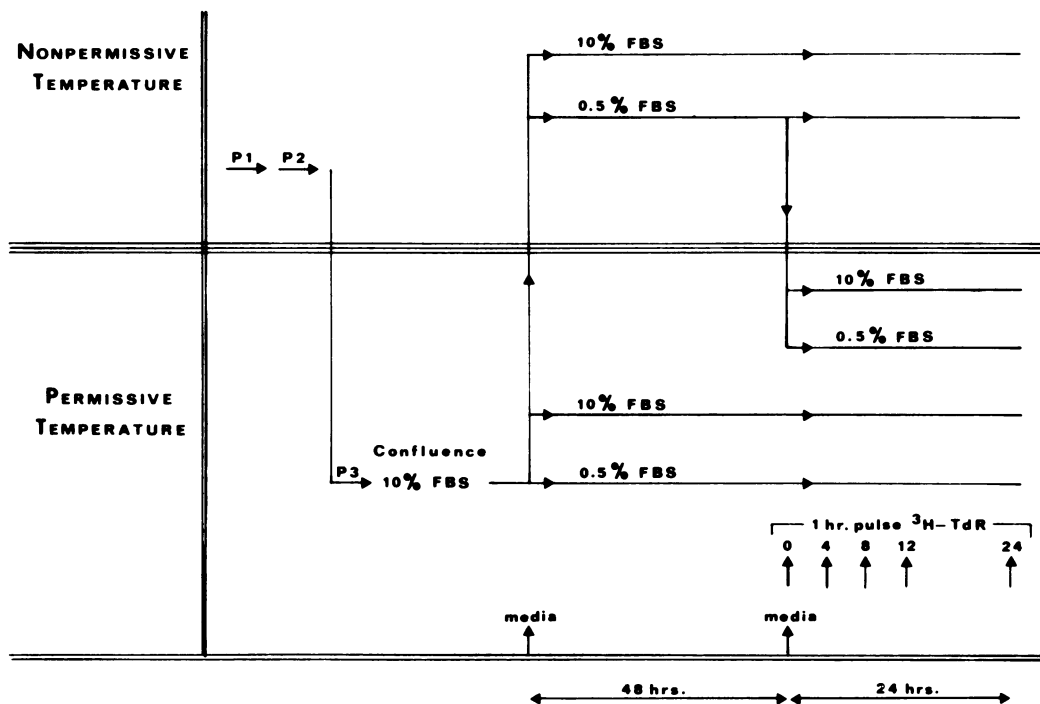 NONPERMISSIVE
TEMPERATURE
10% FBS
0.5% FBS
P1 P2
10% FBS
0.5% FBS
PERMISSIVE
TEMPERATURE
10% FBS
Confluence
P3 10% FBS
0.5% FBS
1 hr. pulse ³H-TdR
0 4 8 12 24
media media
48 hrs. 24 hrs.